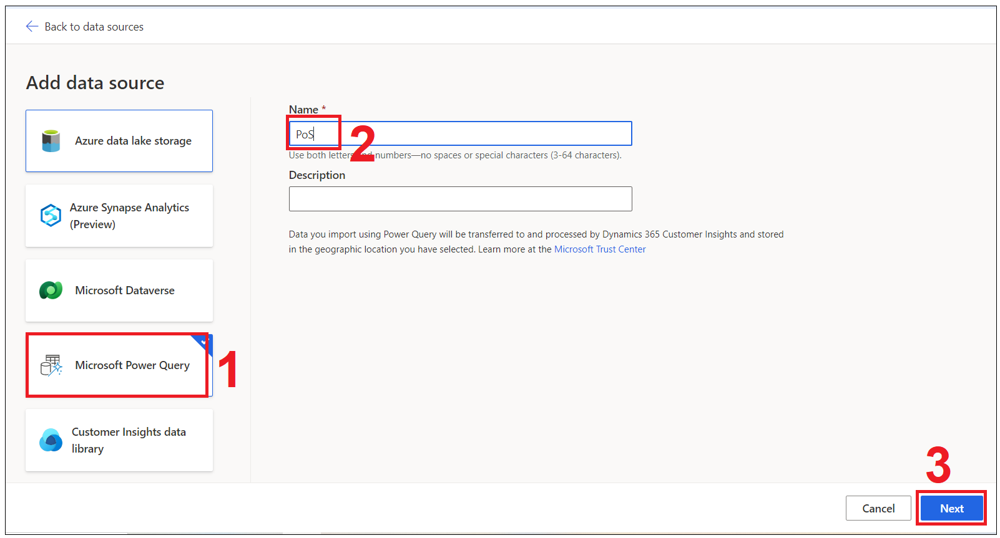 Back to data sources
Add data source
Azure data lake storage
Azure Synapse Analytics
(Preview)
Microsoft Dataverse
Microsoft Power Query
1
Customer Insights data
library
Name *
PoS
2
Use both letters and numbers—no spaces or special characters (3-64 characters).
Description
Data you import using Power Query will be transferred to and processed by Dynamics 365 Customer Insights and stored
in the geographic location you have selected. Learn more at the Microsoft Trust Center
3
Cancel
Next